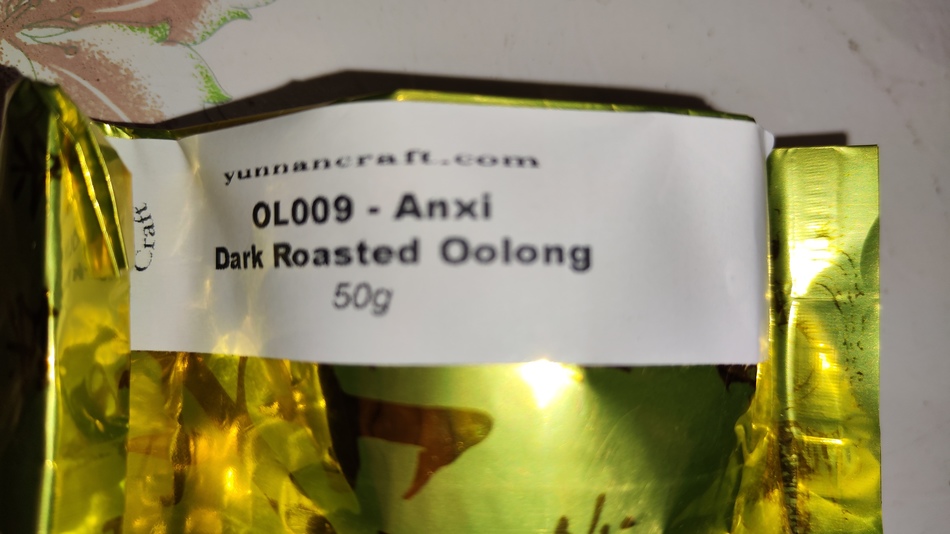 yunnancraft.com
OL009 - Anxi
Dark Roasted Oolong
50g
Craft